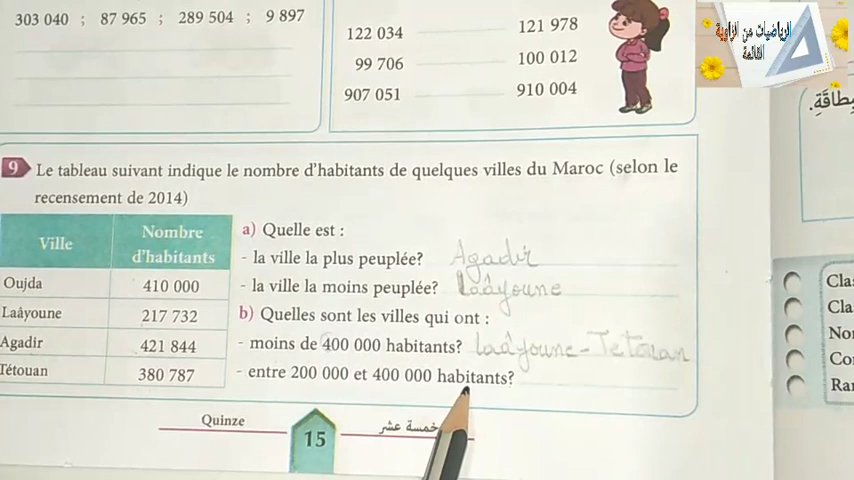 303 040 ; 87 965 ; 289 504 ; 9 897
122 034 121 978
99 706 100 012
907 051 910 004
الرياضيات من الزاوية
القائمة
بطاقة.
9 Le tableau suivant indique le nombre d'habitants de quelques villes du Maroc (selon le
recensement de 2014)
Ville Nombre
d'habitants
Oujda 410 000
Laâyoune 217 732
Agadir 421 844
Tétouan 380 787
a) Quelle est :
- la ville la plus peuplée? Agadir
- la ville la moins peuplée? Laâyoune
b) Quelles sont les villes qui ont :
- moins de 400 000 habitants? Laâyoune-Tetouan
- entre 200 000 et 400 000 habitants?
Quinze 15 خمسة عشر